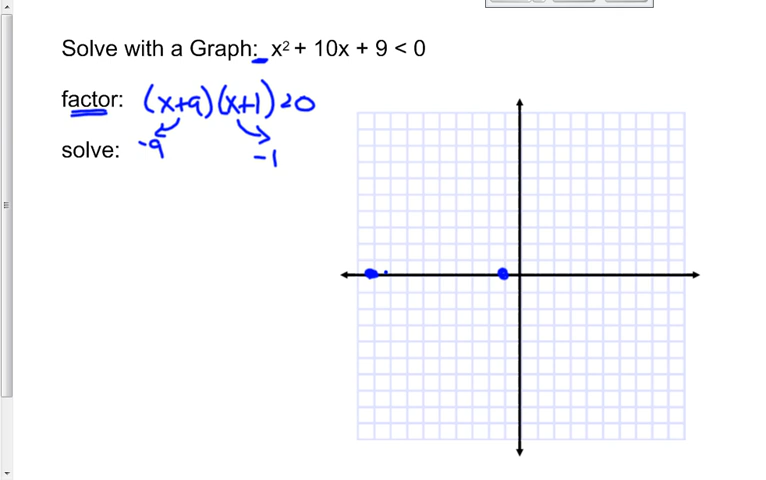 Solve with a Graph: x² + 10x + 9 < 0
factor: (x+9)(x+1)=0
solve: -9 -1